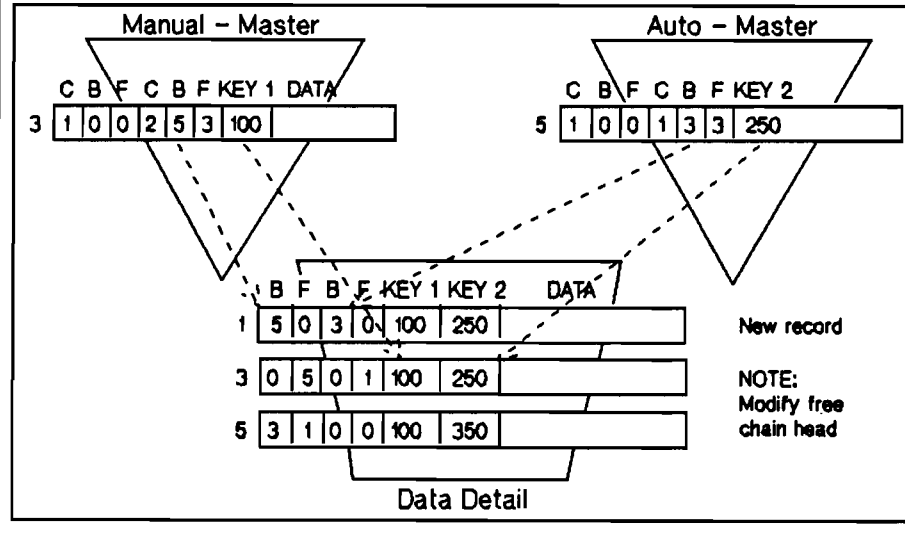 Manual - Master
Auto - Master
C B F C B F KEY 1 DATA
C B F C B F KEY 2
3 1 0 0 2 5 3 100
5 1 0 0 1 3 3 250
B F B F KEY 1 KEY 2 DATA
1 5 0 3 0 100 250 New record
3 0 5 0 1 100 250 NOTE:
Modify free
5 3 1 0 0 100 350 chain head
Data Detail